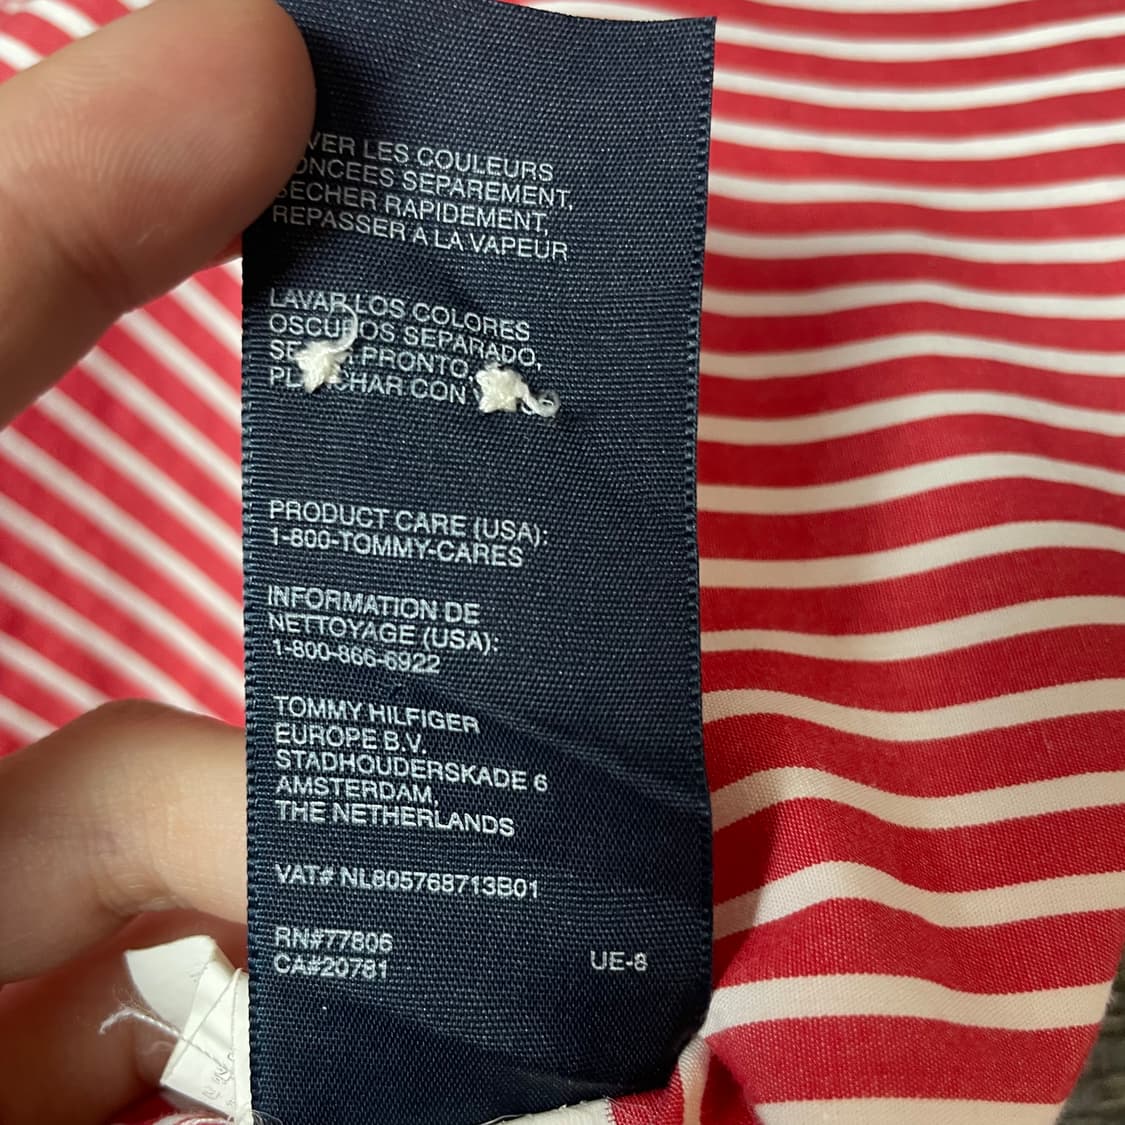 VER LES COULEURS
ONCEES SEPAREMENT,
SECHER RAPIDEMENT,
REPASSER A LA VAPEUR
LAVAR LOS COLORES
OSCUROS SEPARADO,
PRONTO
CHAR CON
PRODUCT CARE (USA):
1-800-TOMMY-CARES
INFORMATION DE
NETTOYAGE (USA):
1-800-866-6922
TOMMY HILFIGER
EUROPE B.V.
STADHOUDERSKADE 6
AMSTERDAM,
THE NETHERLANDS
VAT# NL805768713B01
RN#77806
CA#20781 UE-8